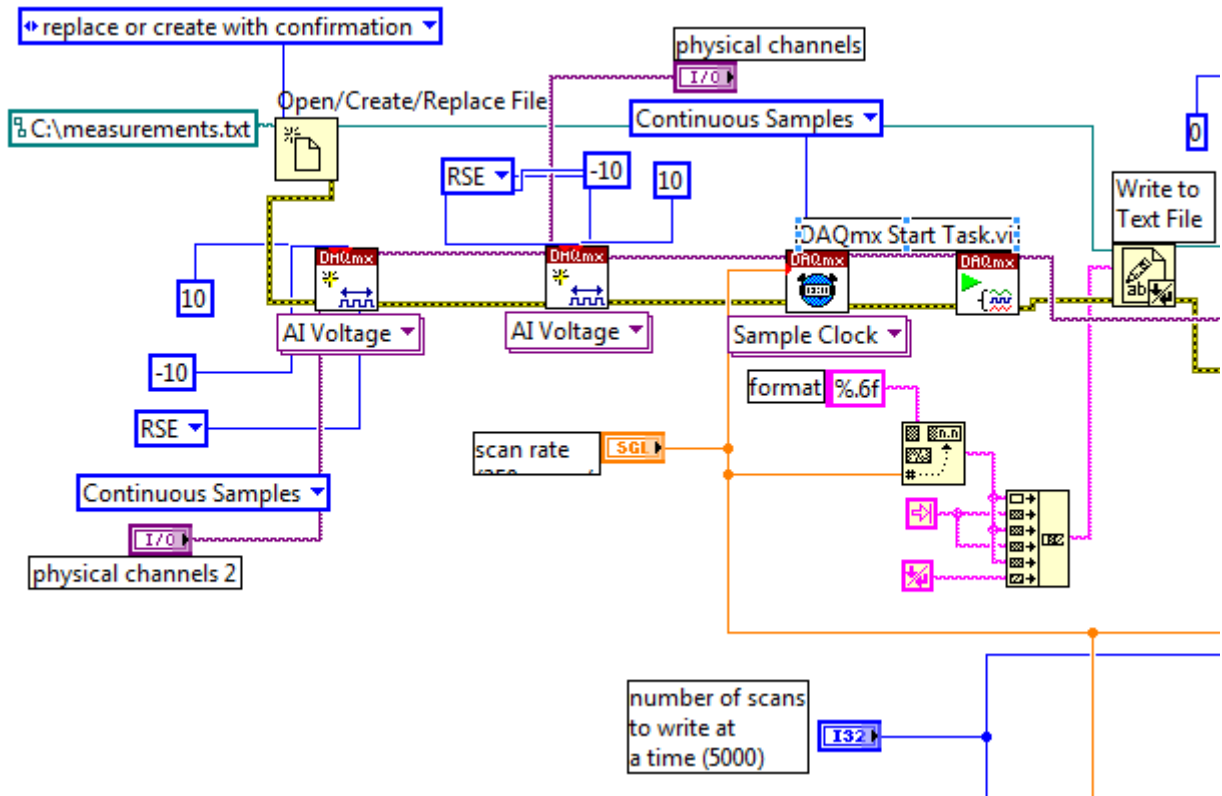 replace or create with confirmation
physical channels
I/O
Open/Create/Replace File
C:\measurements.txt
Continuous Samples
0
RSE
-10
10
Write to
Text File
DAQmx Start Task.vi
DAQmx
DAQmx
DAQmx
DAQmx
ab
10
AI Voltage
AI Voltage
Sample Clock
-10
format
%.6f
RSE
n.n
#
scan rate
SGL
Continuous Samples
I/O
physical channels 2
number of scans
to write at
a time (5000)
I32